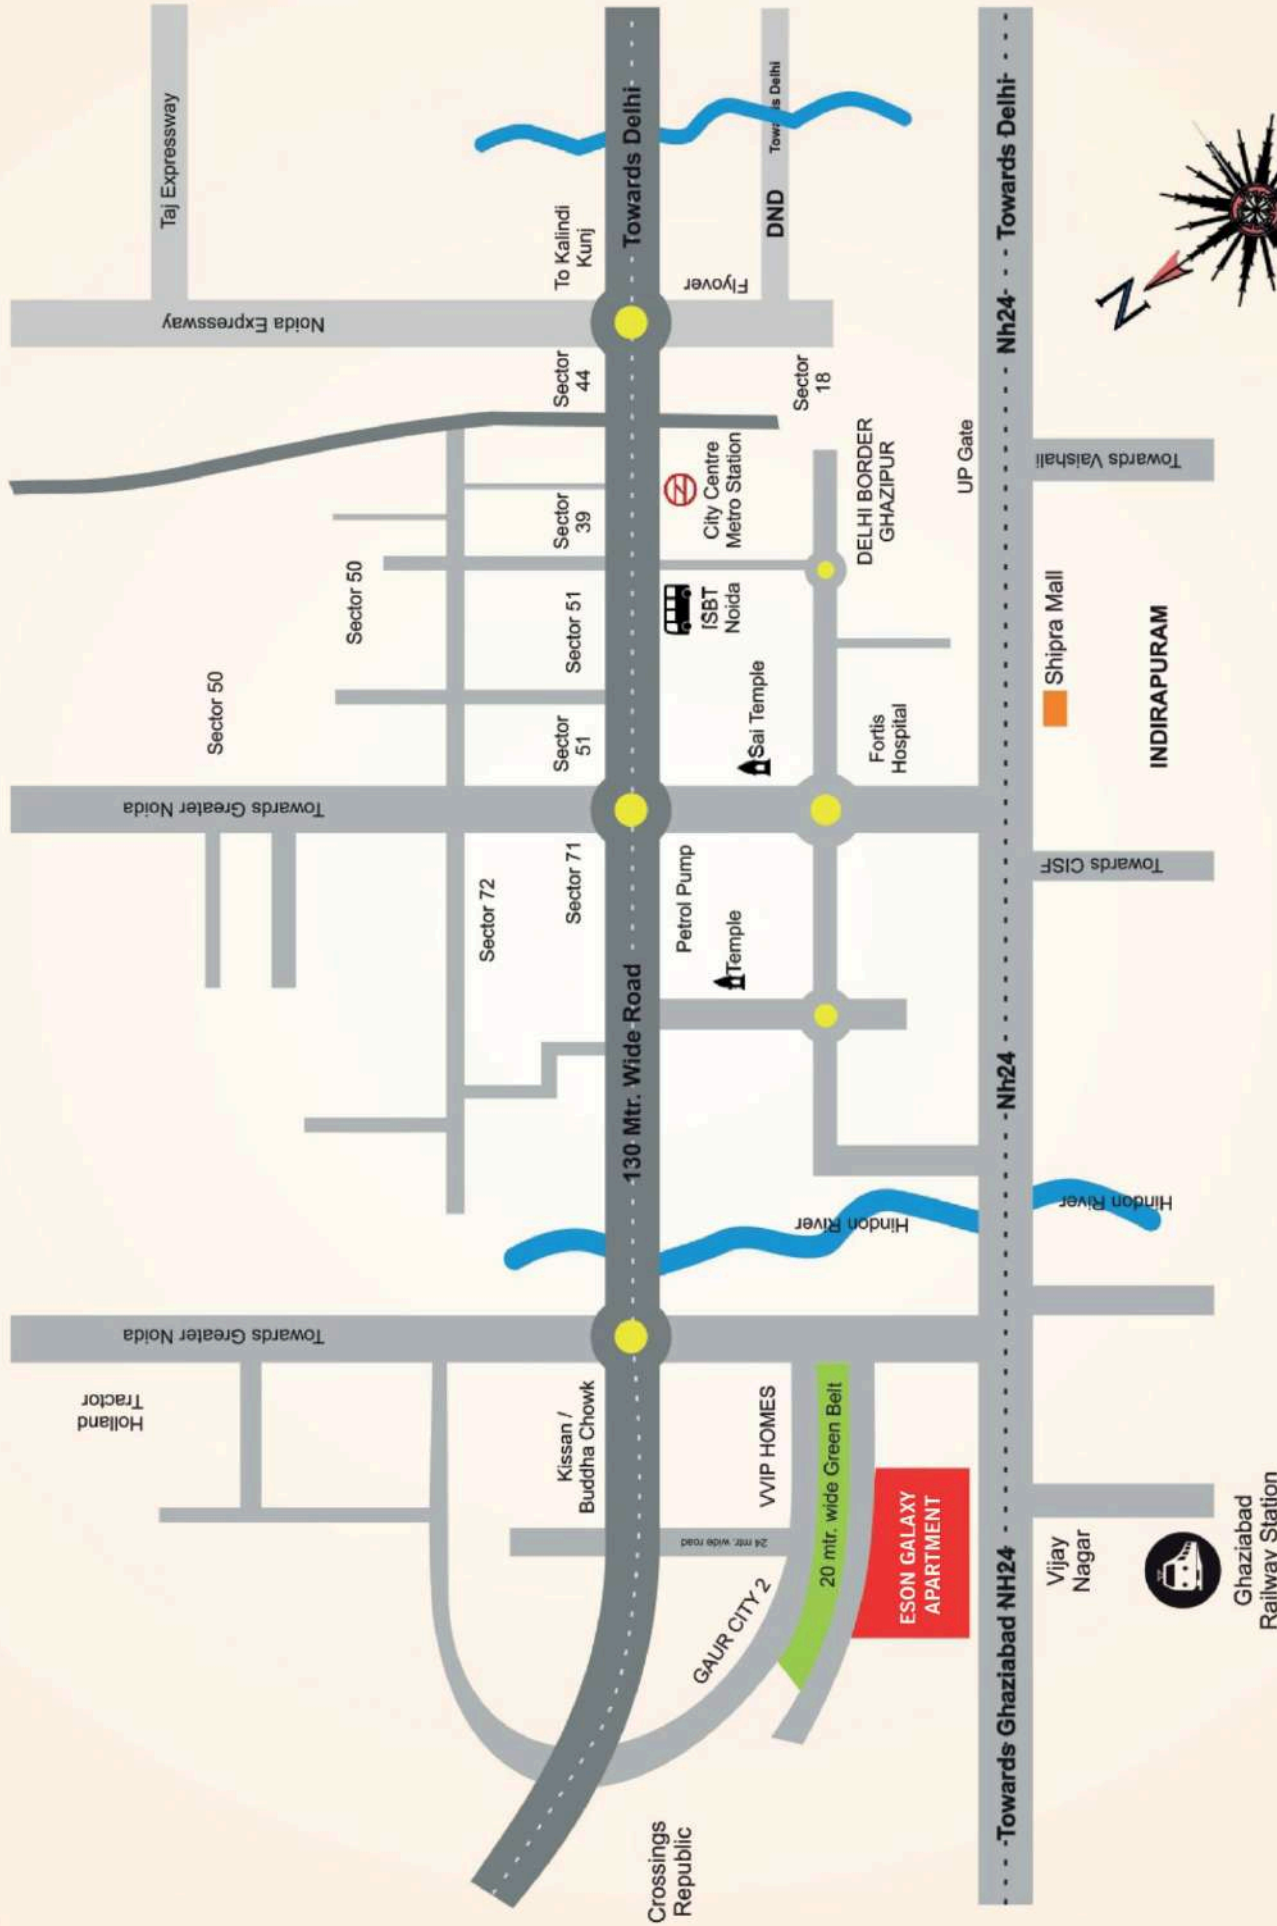 Taj Expressway
Noida Expressway
To Kalindi
Kunj
Towards Delhi
Flyover
DND
Towards Delhi
Sector
44
Sector
18
Sector
39
City Centre
Metro Station
DELHI BORDER
GHAZIPUR
UP Gate
Nh24
Towards Delhi
Towards Vaishali
Sector 50
Sector 50
Sector 51
ISBT
Noida
Sector
51
Sai Temple
Fortis
Hospital
Shipra Mall
INDIRAPURAM
Towards Greater Noida
Sector 72
Sector 71
Petrol Pump
Temple
Towards CISF
130 Mtr. Wide Road
Nh24
Hindon River
Hindon River
Towards Greater Noida
Holland
Tractor
Kissan /
Buddha Chowk
VVIP HOMES
20 mtr. wide Green Belt
24 mtr. wide road
GAUR CITY 2
ESON GALAXY
APARTMENT
Towards Ghaziabad NH24
Vijay
Nagar
Ghaziabad
Railway Station
Crossings
Republic
N